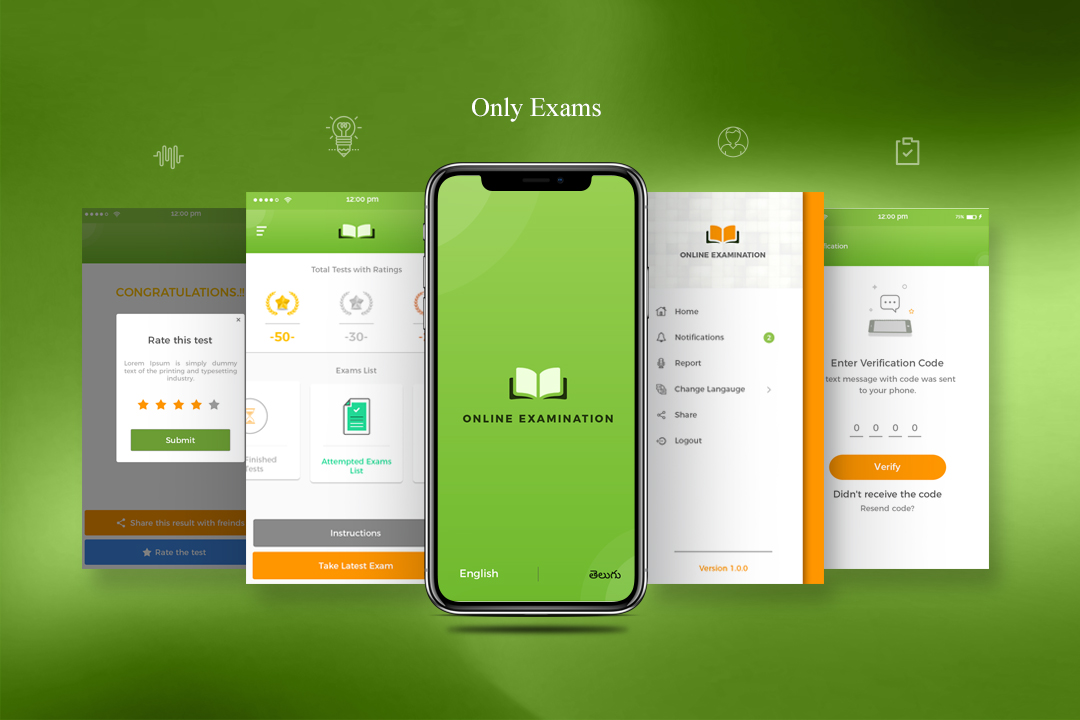 Only Exams
12:00 pm
CONGRATULATIONS.!!
Rate this test
Lorem Ipsum is simply dummy
text of the printing and typesetting
industry.
Submit
Share this result with freinds
Rate the test
12:00 pm
Total Tests with Ratings
-50-
-30-
Exams List
Finished
Tests
Attempted Exams
List
Instructions
Take Latest Exam
ONLINE EXAMINATION
English
తెలుగు
ONLINE EXAMINATION
Home
Notifications
2
Report
Change Langauge
Share
Logout
Version 1.0.0
12:00 pm
Enter Verification Code
text message with code was sent
to your phone.
0 0 0 0
Verify
Didn't receive the code
Resend code?